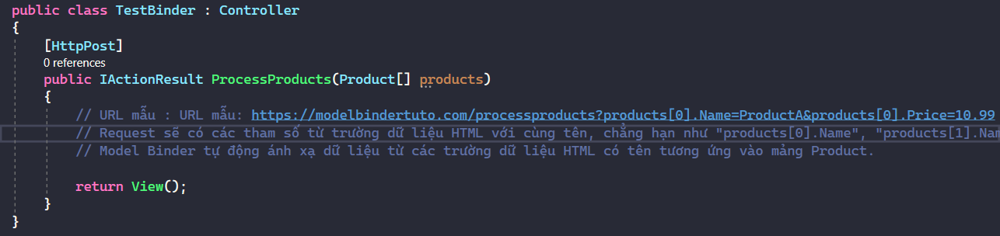 public class TestBinder : Controller
{
[HttpPost]
0 references
public IActionResult ProcessProducts(Product[] products)
{
// URL mẫu : URL mẫu: https://modelbindertuto.com/processproducts?products[0].Name=ProductA&products[0].Price=10.99
// Request sẽ có các tham số từ trường dữ liệu HTML với cùng tên, chẳng hạn như "products[0].Name", "products[1].Nam
// Model Binder tự động ánh xạ dữ liệu từ các trường dữ liệu HTML có tên tương ứng vào mảng Product.
return View();
}
}